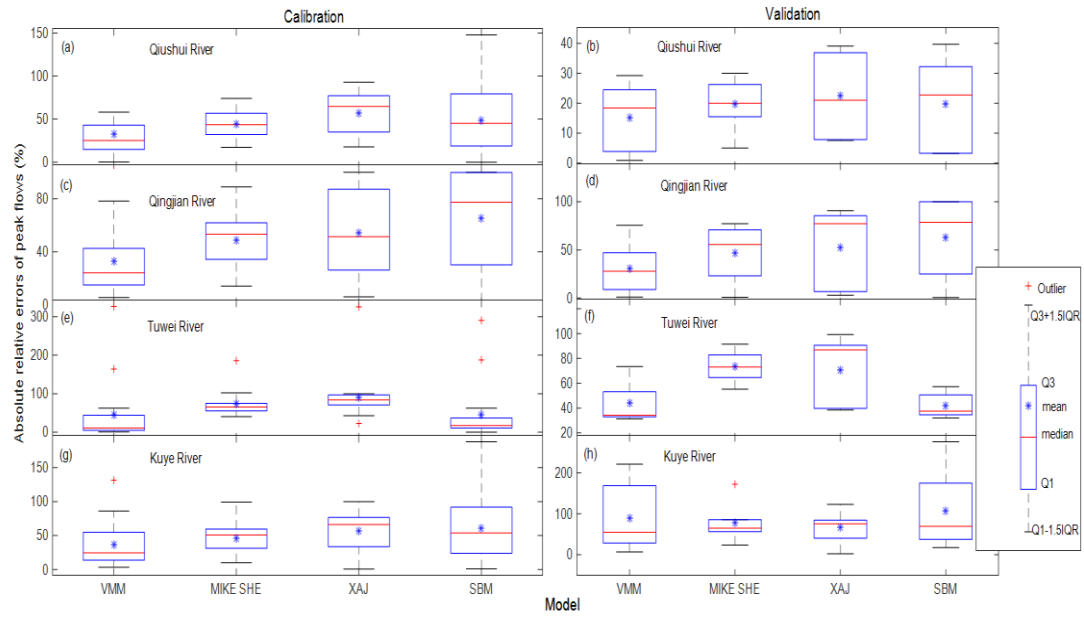 Calibration
Validation
Absolute relative errors of peak flows (%)
(a)
Qiushui River
150
100
50
0
(b)
Qiushui River
40
30
20
10
0
(c)
Qingjian River
80
40
0
(d)
Qingjian River
100
50
0
(e)
Tuwei River
300
200
100
0
(f)
Tuwei River
100
80
60
40
20
(g)
Kuye River
150
100
50
0
(h)
Kuye River
200
100
0
VMM MIKE SHE XAJ SBM
VMM MIKE SHE XAJ SBM
Model
Outlier
Q3+1.5IQR
Q3
mean
median
Q1
Q1-1.5IQR